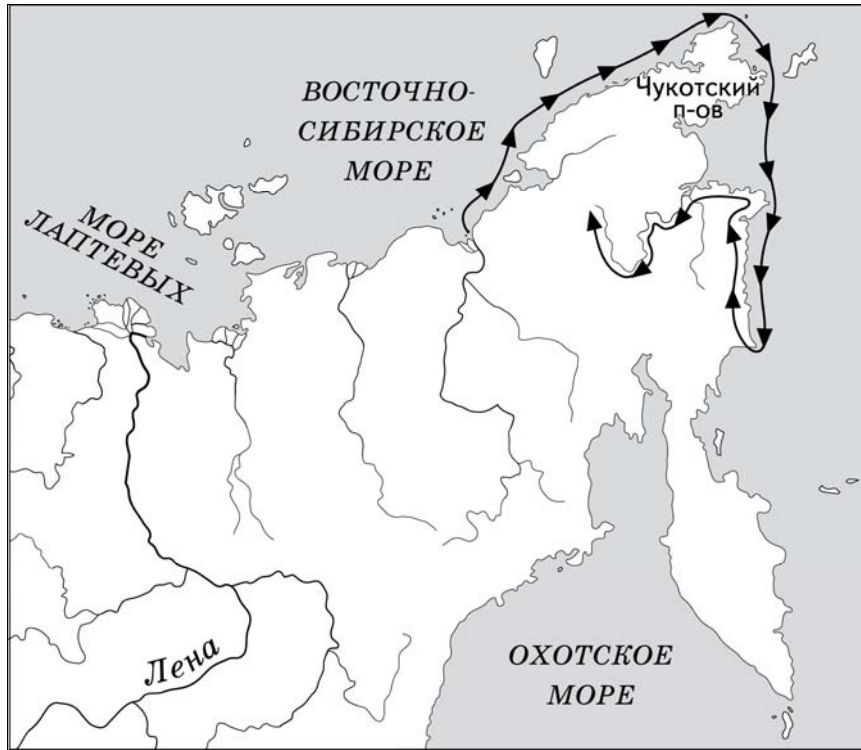 ВОСТОЧНО-
СИБИРСКОЕ
МОРЕ
Чукотский
п-ов
МОРЕ
ЛАПТЕВЫХ
Лена
ОХОТСКОЕ
МОРЕ